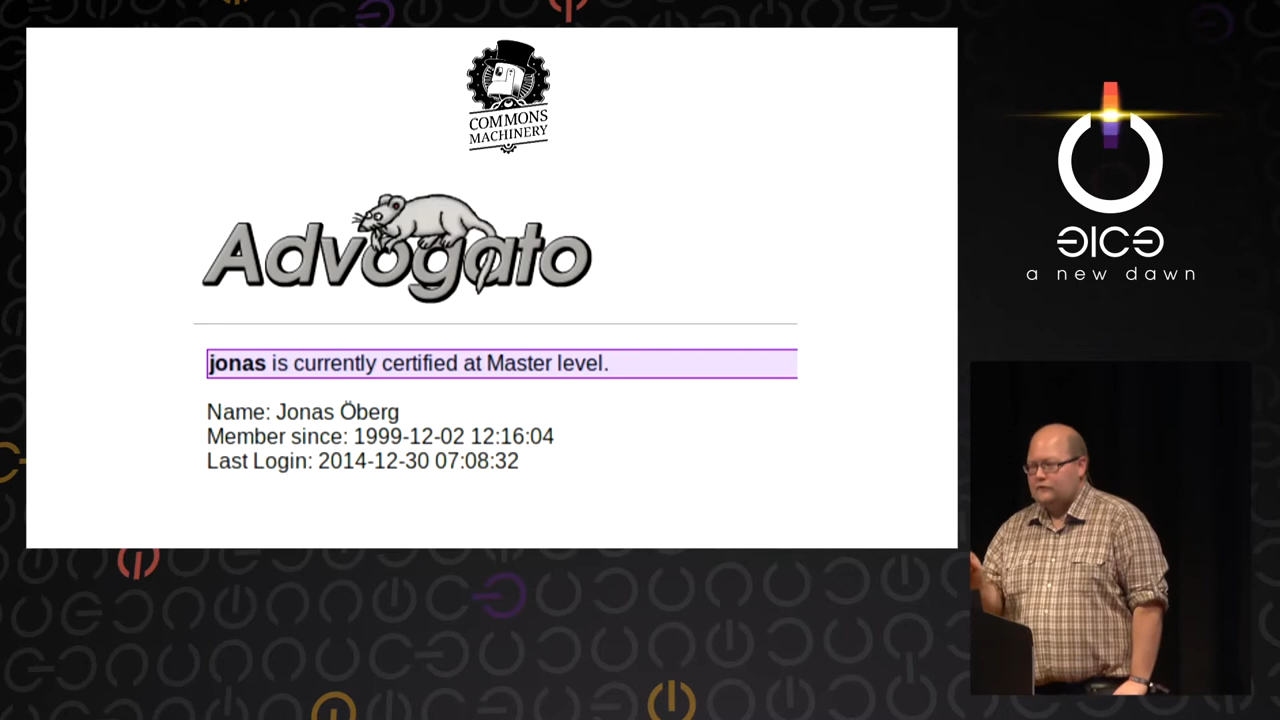 COMMONS
MACHINERY
Advogato
jonas is currently certified at Master level.
Name: Jonas Öberg
Member since: 1999-12-02 12:16:04
Last Login: 2014-12-30 07:08:32
31C3
a new dawn